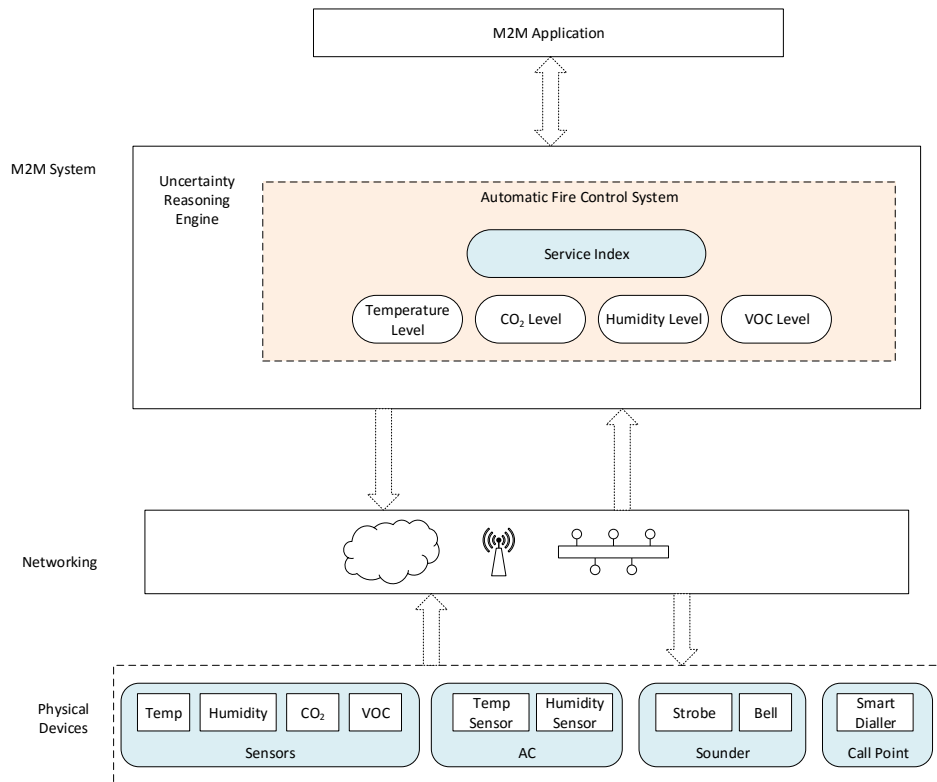 M2M Application
M2M System
Uncertainty
Reasoning
Engine
Automatic Fire Control System
Service Index
Temperature
Level
CO₂ Level
Humidity Level
VOC Level
Networking
Physical
Devices
Temp
Humidity
CO₂
VOC
Sensors
Temp
Sensor
Humidity
Sensor
AC
Strobe
Bell
Sounder
Smart
Dialler
Call Point